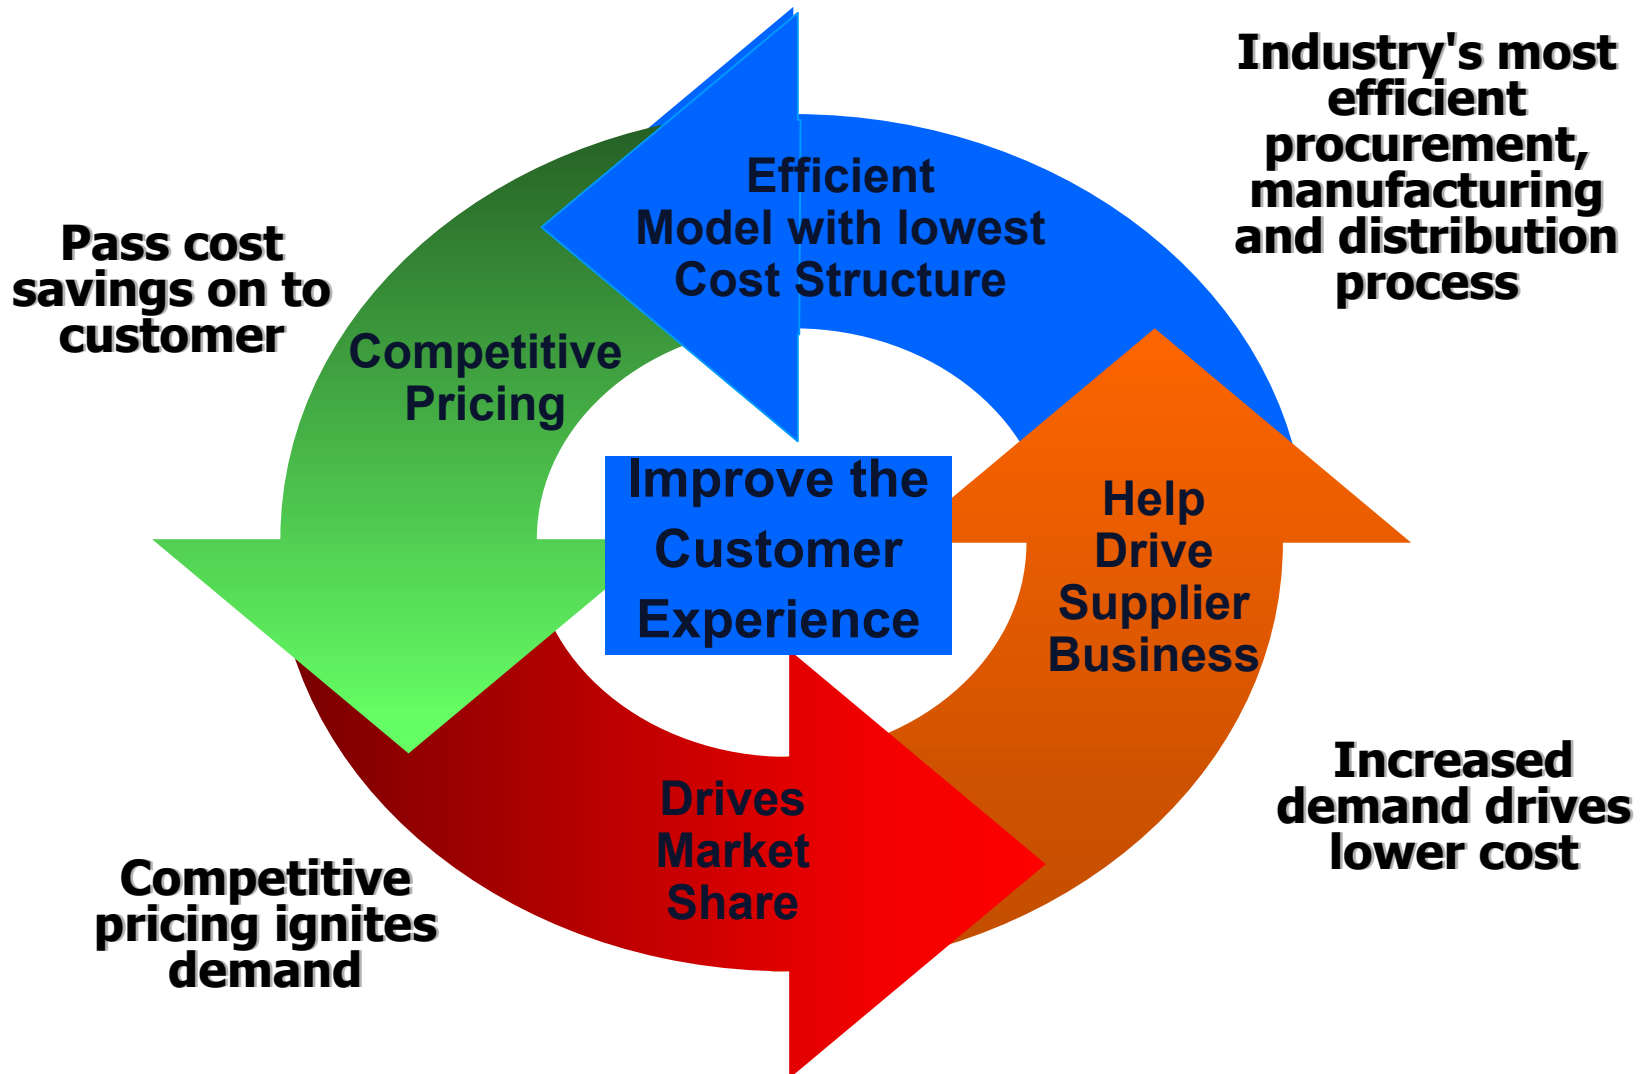 Industry's most
efficient
procurement,
manufacturing
and distribution
process
Efficient
Model with lowest
Cost Structure
Pass cost
savings on to
customer
Competitive
Pricing
Improve the
Customer
Experience
Help
Drive
Supplier
Business
Drives
Market
Share
Increased
demand drives
lower cost
Competitive
pricing ignites
demand